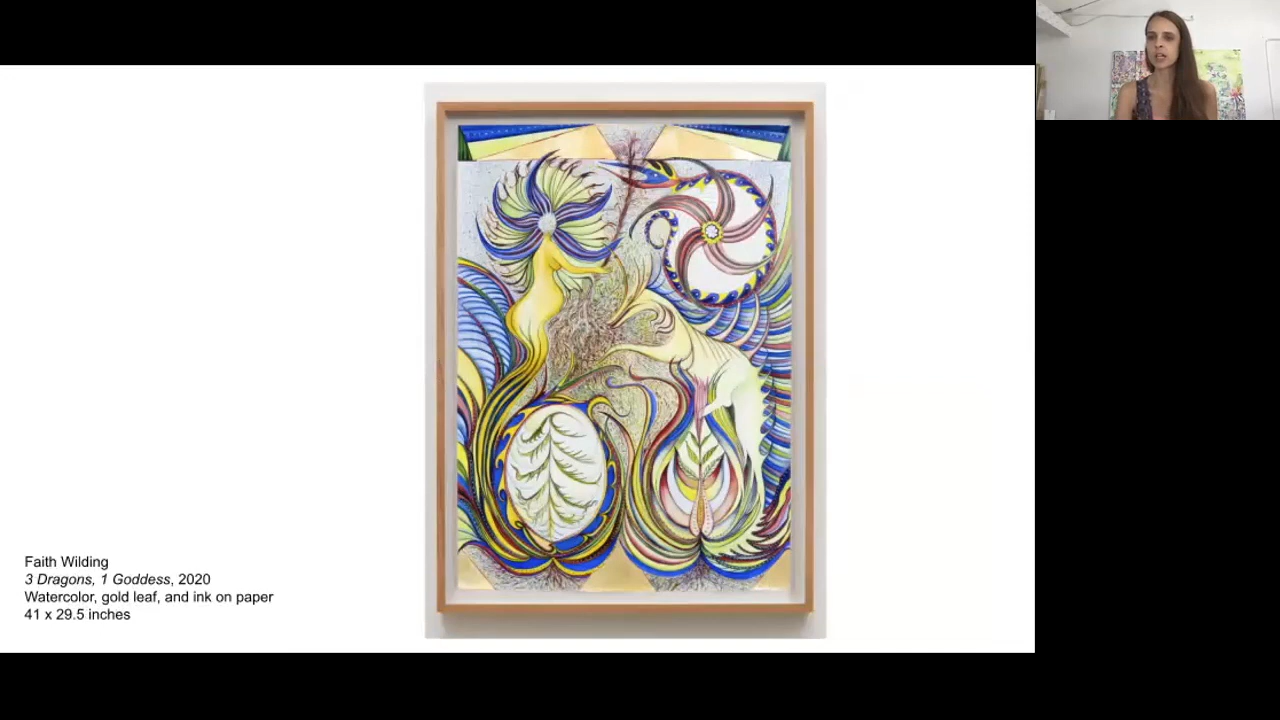 Faith Wilding
3 Dragons, 1 Goddess, 2020
Watercolor, gold leaf, and ink on paper
41 x 29.5 inches